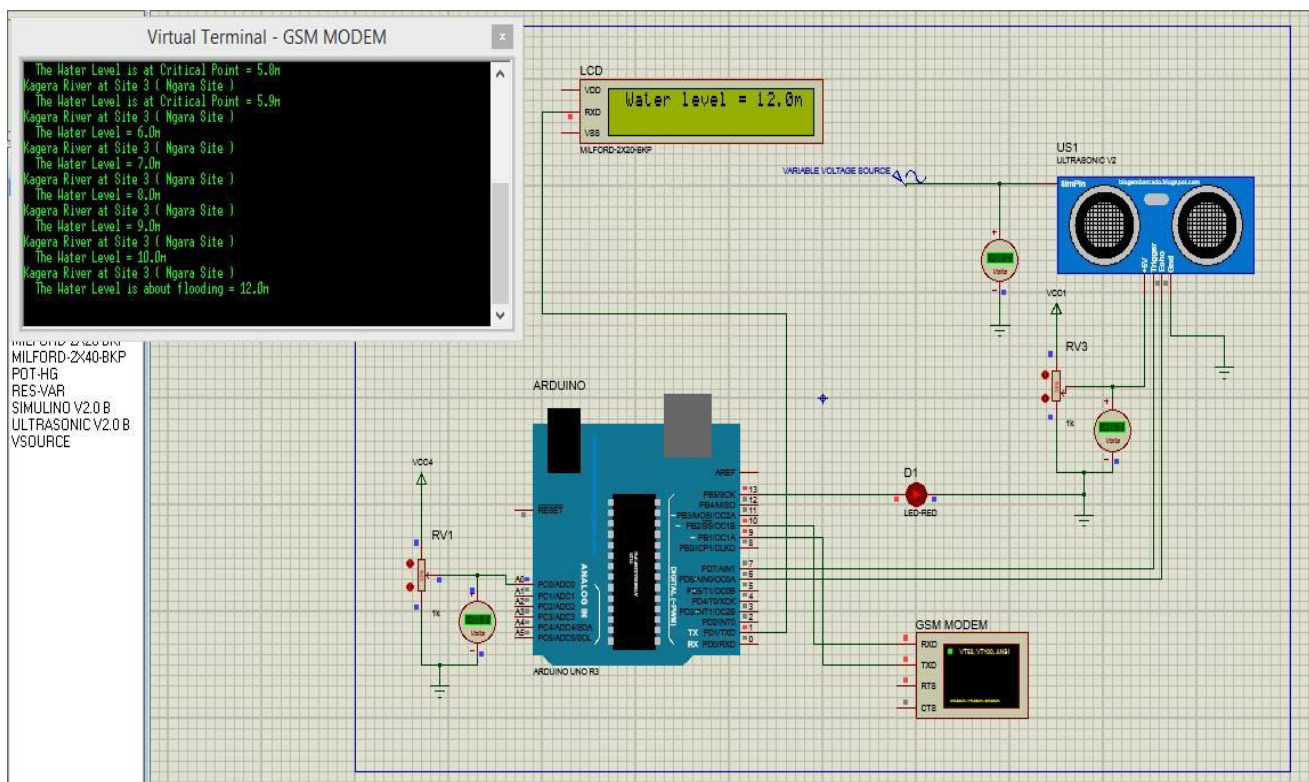 Virtual Terminal - GSM MODEM
x
The Water Level is at Critical Point = 5.8m
Kagera River at Site 3 ( Ngara Site )
The Water Level is at Critical Point = 5.9m
Kagera River at Site 3 ( Ngara Site )
The Water Level = 6.0m
Kagera River at Site 3 ( Ngara Site )
The Water Level = 7.0m
Kagera River at Site 3 ( Ngara Site )
The Water Level = 8.0m
Kagera River at Site 3 ( Ngara Site )
The Water Level = 9.0m
Kagera River at Site 3 ( Ngara Site )
The Water Level = 10.0m
Kagera River at Site 3 ( Ngara Site )
The Water Level is about flooding = 12.0m
MILFORD-2X40-BKP
POT-HG
RES-VAR
SIMULINO V2.0 B
ULTRASONIC V2.0 B
VSOURCE
LCD
VDD
RXD
VSS
Water level = 12.0m
MILFORD-2X20-BKP
VARIABLE VOLTAGE SOURCE
US1
ULTRASONIC V2
SimPin
blogembarcado.blogspot.com
+5V
Trigger
Echo
Gnd
Volts
VCC1
RV3
1k
Volts
D1
LED-RED
VCC4
RV1
1k
Volts
ARDUINO
RESET
AREF
PB5/SCK 13
PB4/MISO 12
PB3/MOSI/OC2A 11
PB2/SS/OC1B 10
PB1/OC1A 9
PB0/ICP1/CLKO 8
PD7/AIN1 7
PD6/AIN0/OC0A 6
PD5/T1/OC0B 5
PD4/T0/XCK 4
PD3/INT1/OC2B 3
PD2/INT0 2
TX PD1/TXD 1
RX PD0/RXD 0
ANALOG IN
DIGITAL (~PWM)
A0 PC0/ADC0
A1 PC1/ADC1
A2 PC2/ADC2
A3 PC3/ADC3
A4 PC4/ADC4/SDA
A5 PC5/ADC5/SCL
ARDUINO UNO R3
GSM MODEM
RXD
TXD
RTS
CTS
VT52, VT100, ANSI